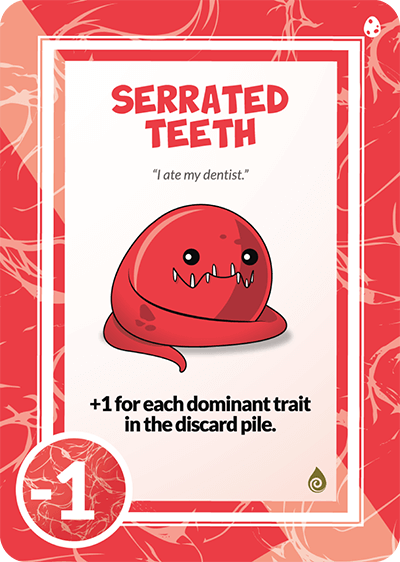 SERRATED
TEETH
“I ate my dentist.”
+1 for each dominant trait
in the discard pile.
-1